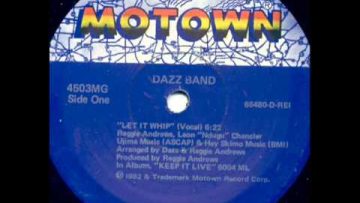 MOTOWN
DAZZ BAND
4503MG
Side One
66480-D-REI
"LET IT WHIP" (Vocal) 6:22
Reggie Andrews, Leon "Ndugu" Chancler
Ujima Music (ASCAP) & Hey Skimo Music (BMI)
Arranged by Dazz & Reggie Andrews
Produced by Reggie Andrews
In Album, "KEEP IT LIVE" 6004 ML
1982 & Trademark Motown Record Corp.